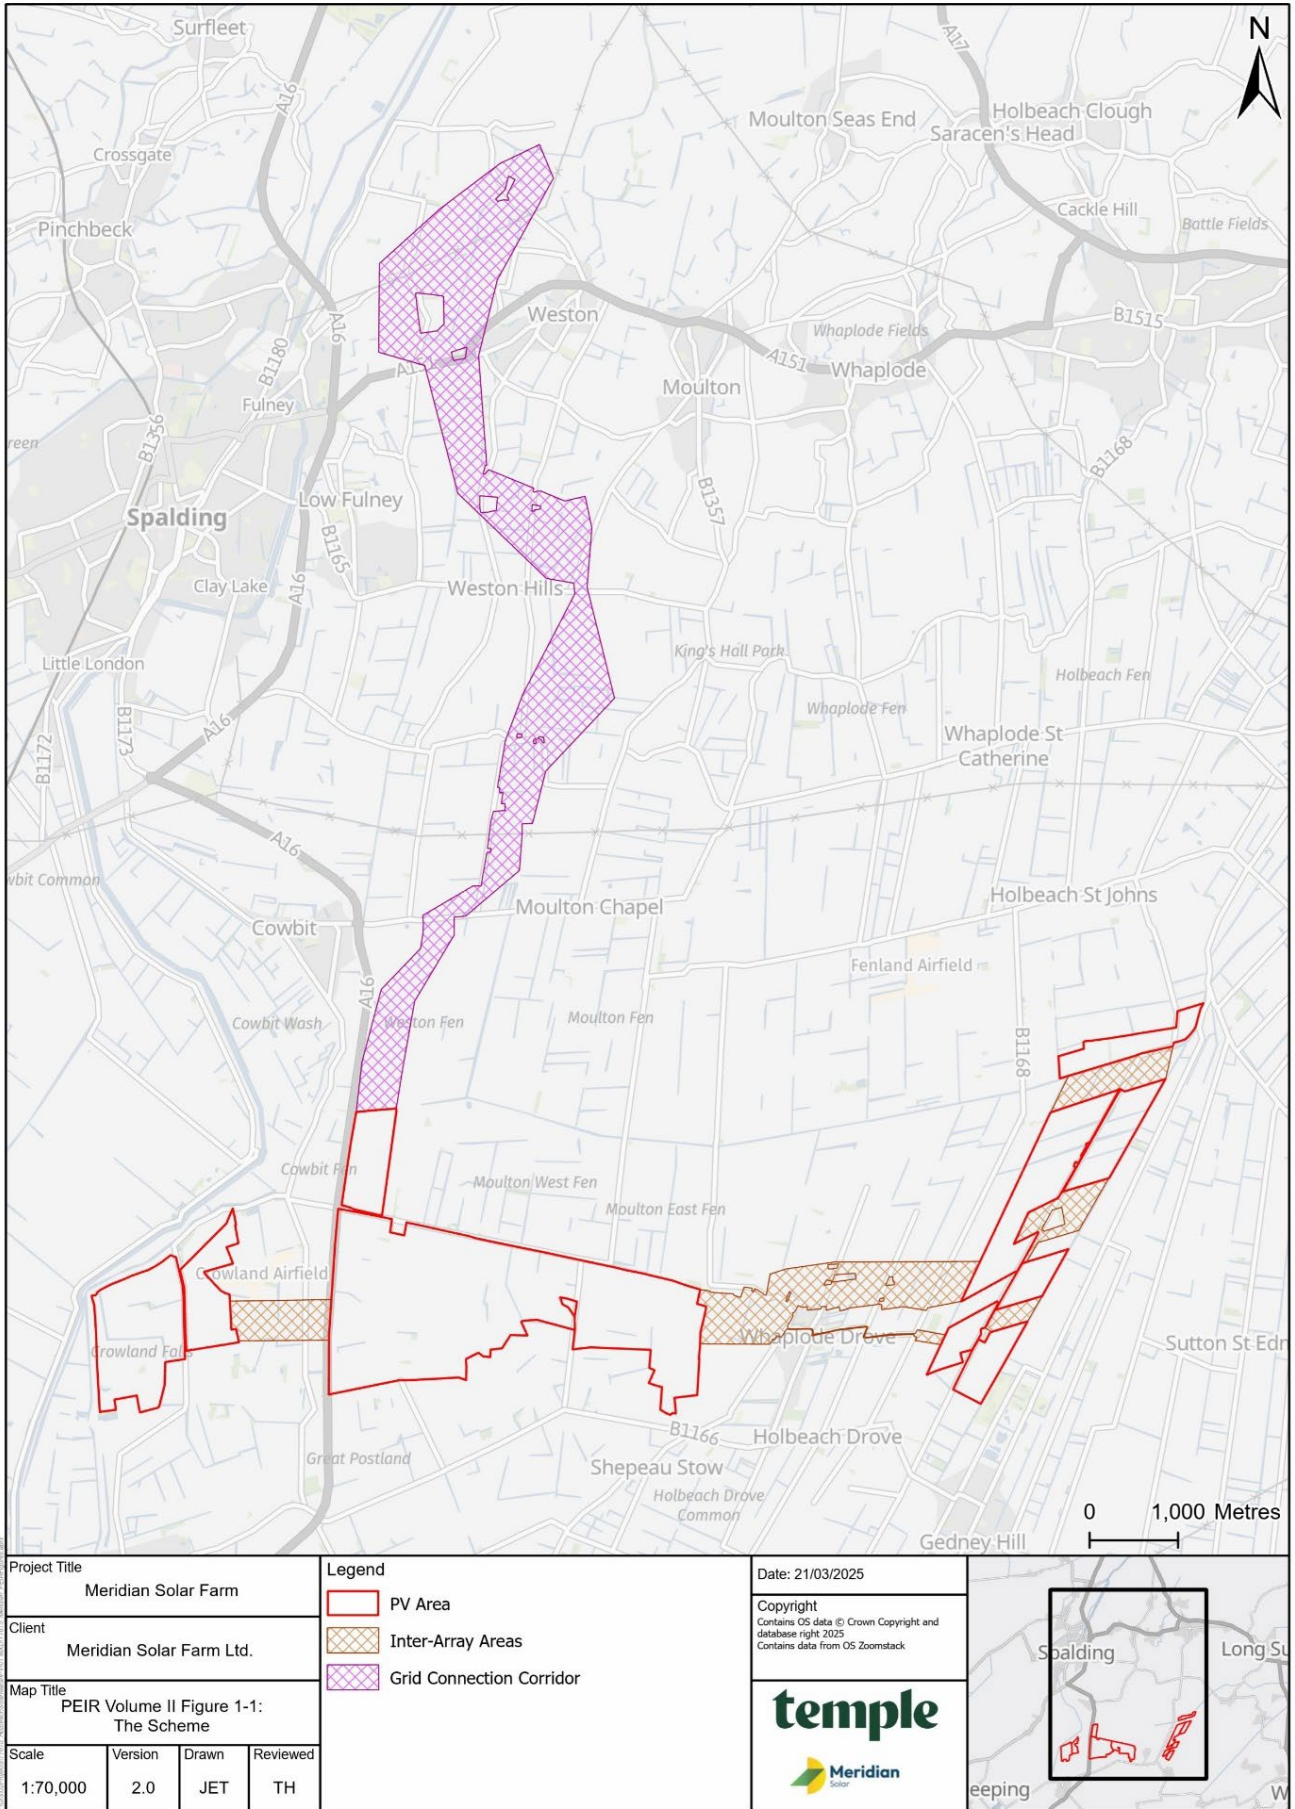 Surfleet
A16
A17
N
Moulton Seas End
Holbeach Clough
Saracen's Head
Crossgate
Cackle Hill
Pinchbeck
Battle Fields
Weston
A16
B1180
Whaplode Fields
B1515
A151
Whaplode
Moulton
Fulney
B1356
B1168
Low Fulney
B1357
Spalding
B1165
Clay Lake
A16
Weston Hills
King's Hall Park
Little London
Holbeach Fen
Whaplode Fen
A16
B1173
B1172
Whaplode St
Catherine
A16
Holbeach St Johns
Moulton Chapel
Cowbit
Fenland Airfield
A16
Cowbit Wash
Weston Fen
Moulton Fen
B1168
Cowbit Fen
Moulton West Fen
Moulton East Fen
Crowland Airfield
Crowland Falls
Whaplode Drove
Sutton St Edm
B1166
Holbeach Drove
Great Postland
Shepeau Stow
Holbeach Drove
Common
0 1,000 Metres
Gedney Hill
Project Title
Meridian Solar Farm
Client
Meridian Solar Farm Ltd.
Map Title
PEIR Volume II Figure 1-1:
The Scheme
Scale
1:70,000
Version
2.0
Drawn
JET
Reviewed
TH
Legend
PV Area
Inter-Array Areas
Grid Connection Corridor
Date: 21/03/2025
Copyright
Contains OS data © Crown Copyright and
database right 2025
Contains data from OS Zoomstack
temple
Meridian
Solar
Spalding
Long Su
eeping
W